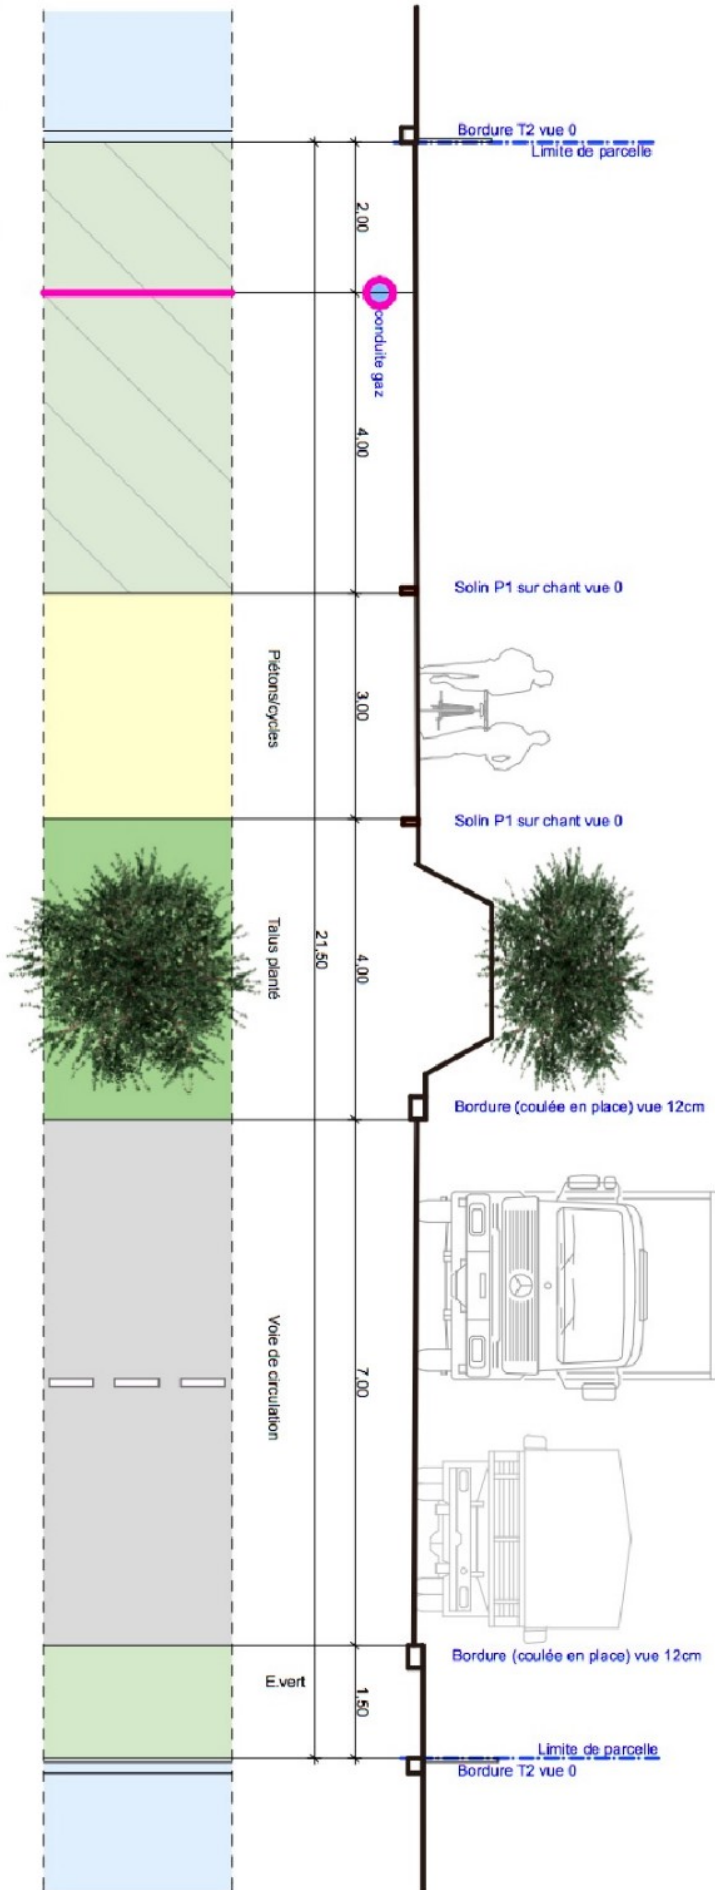 Bordure T2 vue 0
Limite de parcelle
2,00
conduite gaz
4,00
Solin P1 sur chant vue 0
Piétons/cycles
3,00
Solin P1 sur chant vue 0
Talus planté
21,50
4,00
Bordure (coulée en place) vue 12cm
Voie de circulation
7,00
Bordure (coulée en place) vue 12cm
E.vert
1,50
Limite de parcelle
Bordure T2 vue 0